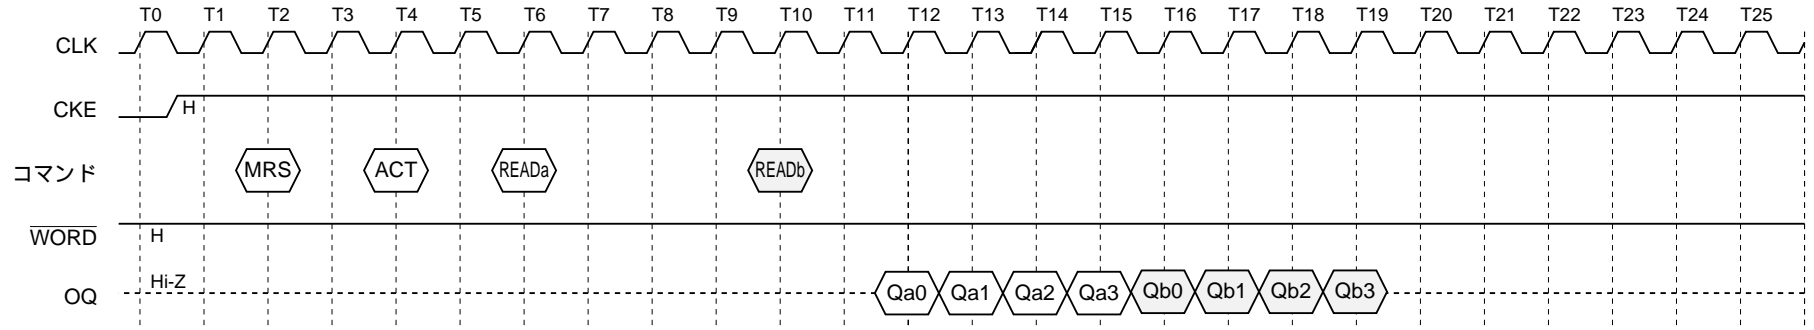 T0 T1 T2 T3 T4 T5 T6 T7 T8 T9 T10 T11 T12 T13 T14 T15 T16 T17 T18 T19 T20 T21 T22 T23 T24 T25
CLK
CKE H
コマンド MRS ACT READa READb
WORD H
OQ Hi-Z Qa0 Qa1 Qa2 Qa3 Qb0 Qb1 Qb2 Qb3